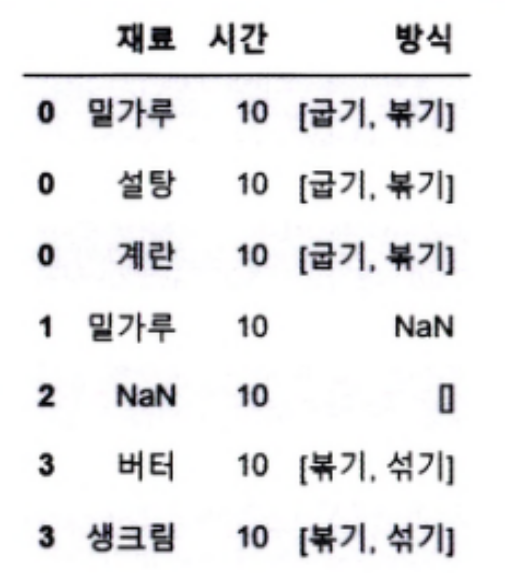 재료 시간 방식
0 밀가루 10 [굽기, 볶기]
0 설탕 10 [굽기, 볶기]
0 계란 10 [굽기, 볶기]
1 밀가루 10 NaN
2 NaN 10 []
3 버터 10 [볶기, 섞기]
3 생크림 10 [볶기, 섞기]